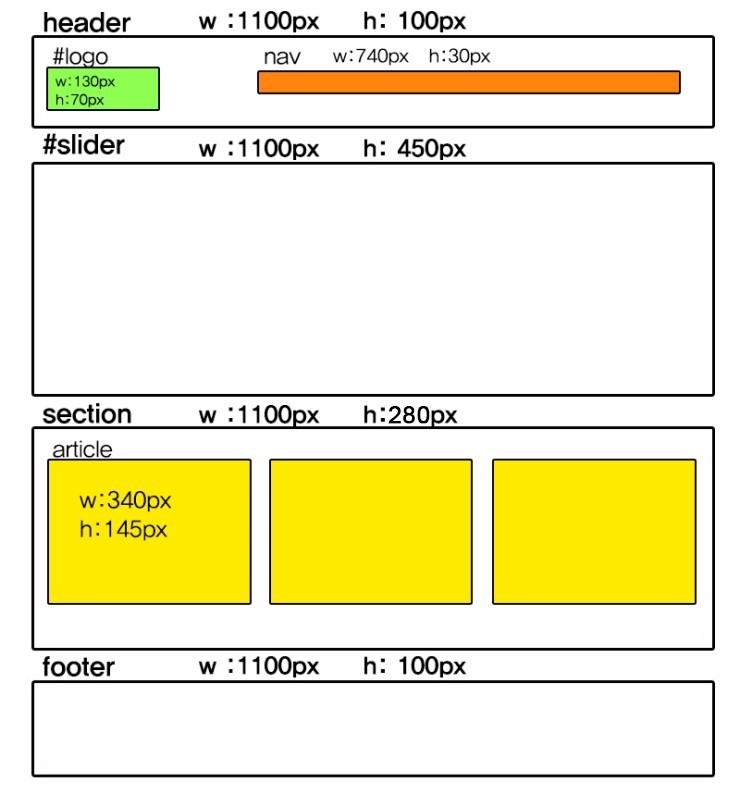 header w :1100px h: 100px
#logo nav w:740px h:30px
w:130px
h:70px
#slider w :1100px h: 450px
section w :1100px h:280px
article
w:340px
h:145px
footer w :1100px h: 100px